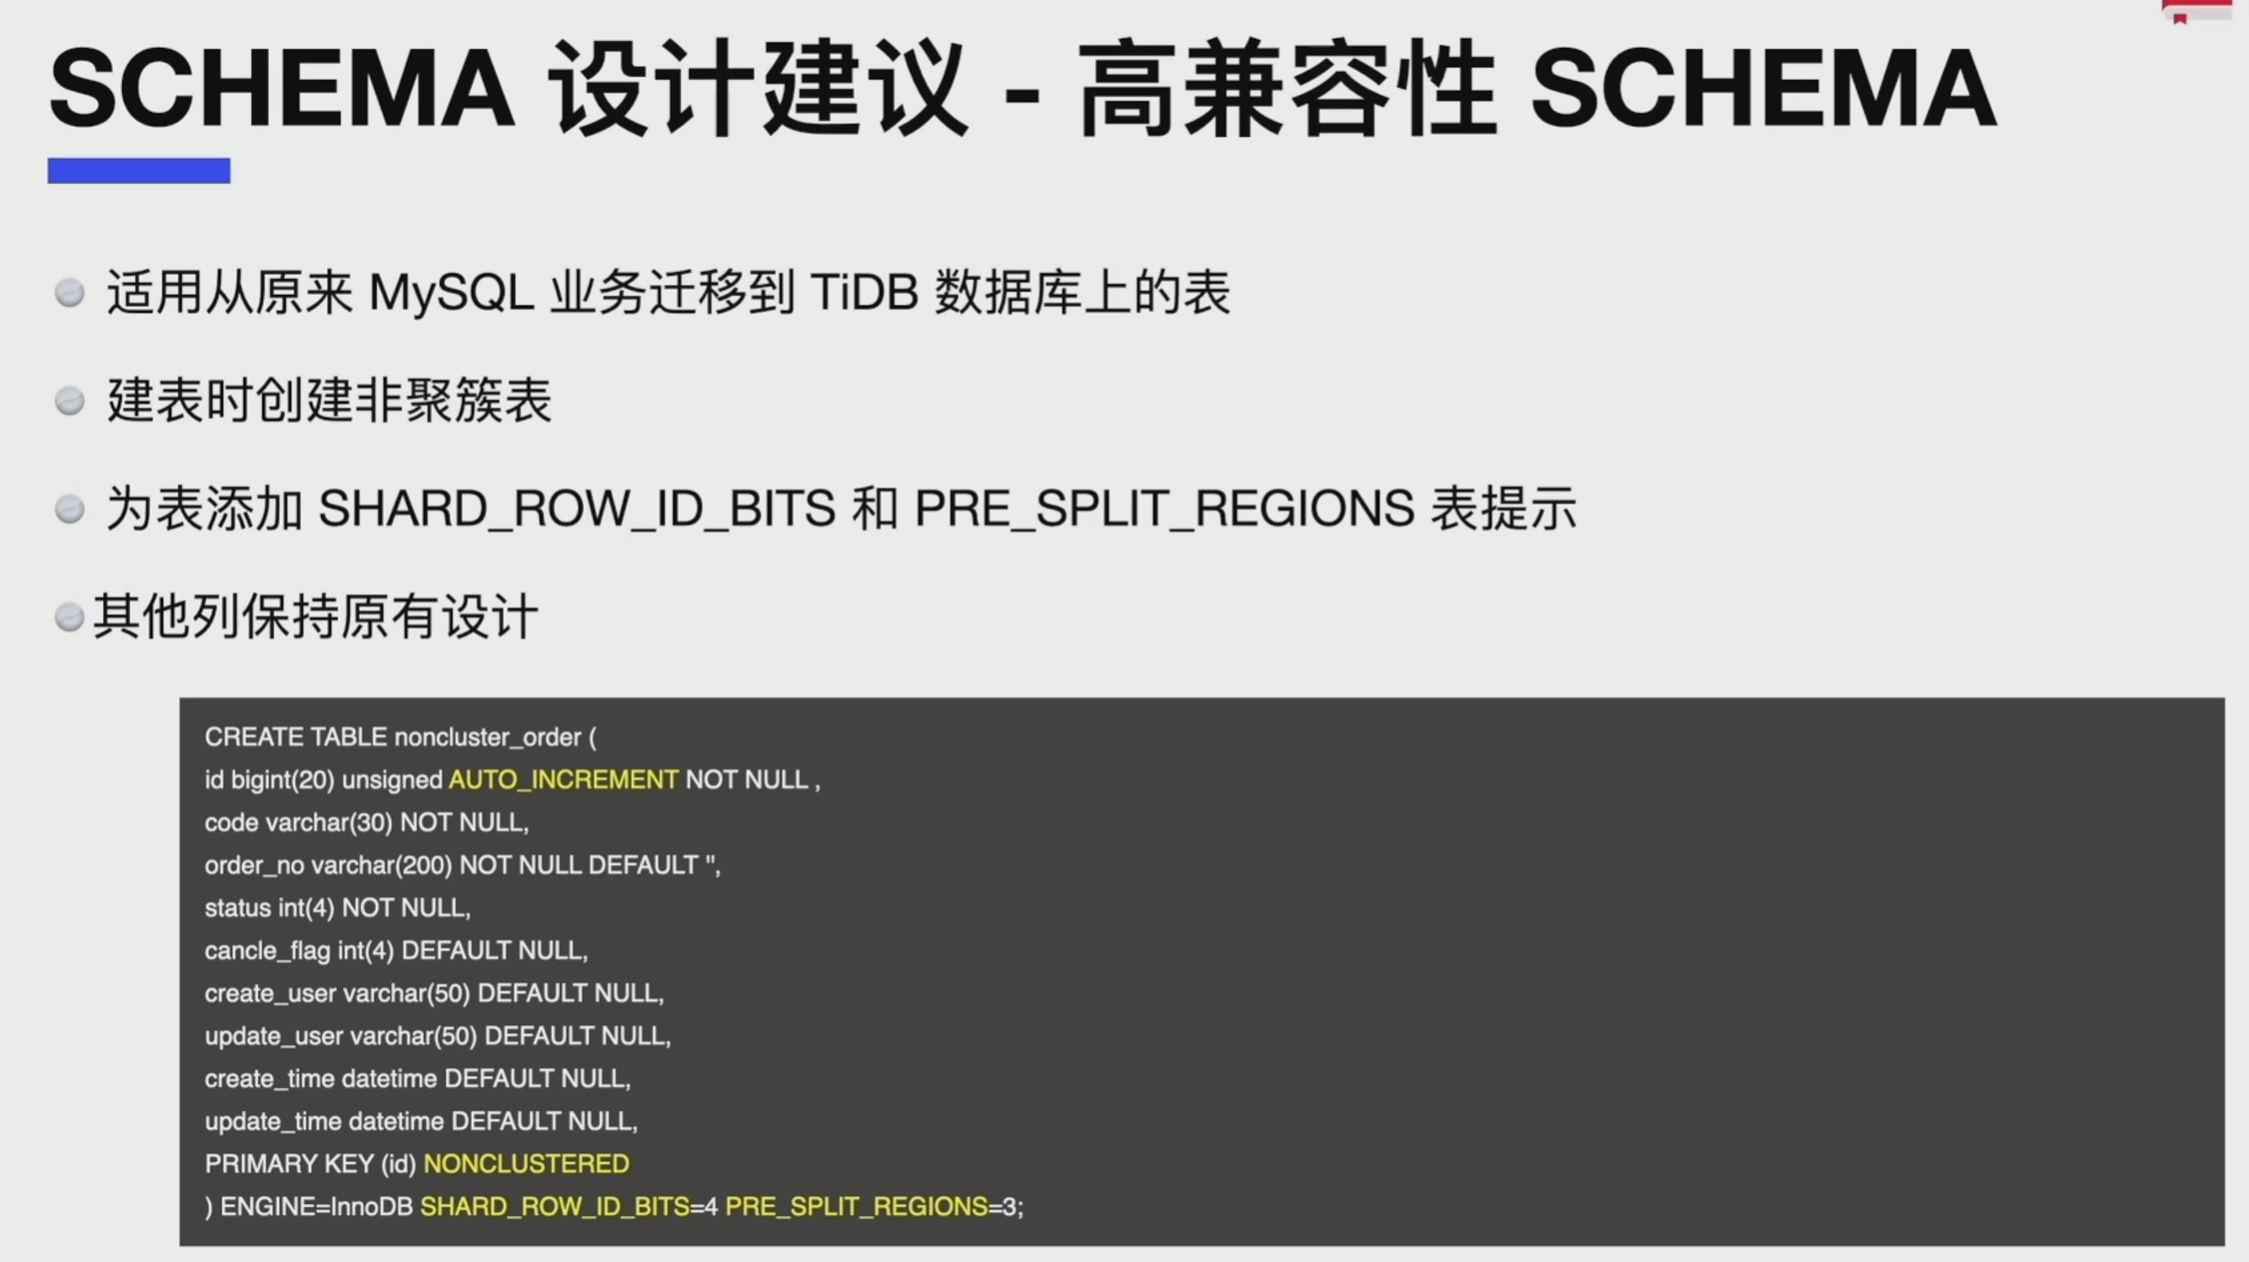 SCHEMA 设计建议 - 高兼容性 SCHEMA
适用从原来 MySQL 业务迁移到 TiDB 数据库上的表
建表时创建非聚簇表
为表添加 SHARD_ROW_ID_BITS 和 PRE_SPLIT_REGIONS 表提示
其他列保持原有设计
CREATE TABLE noncluster_order (
id bigint(20) unsigned AUTO_INCREMENT NOT NULL ,
code varchar(30) NOT NULL,
order_no varchar(200) NOT NULL DEFAULT '',
status int(4) NOT NULL,
cancle_flag int(4) DEFAULT NULL,
create_user varchar(50) DEFAULT NULL,
update_user varchar(50) DEFAULT NULL,
create_time datetime DEFAULT NULL,
update_time datetime DEFAULT NULL,
PRIMARY KEY (id) NONCLUSTERED
) ENGINE=InnoDB SHARD_ROW_ID_BITS=4 PRE_SPLIT_REGIONS=3;